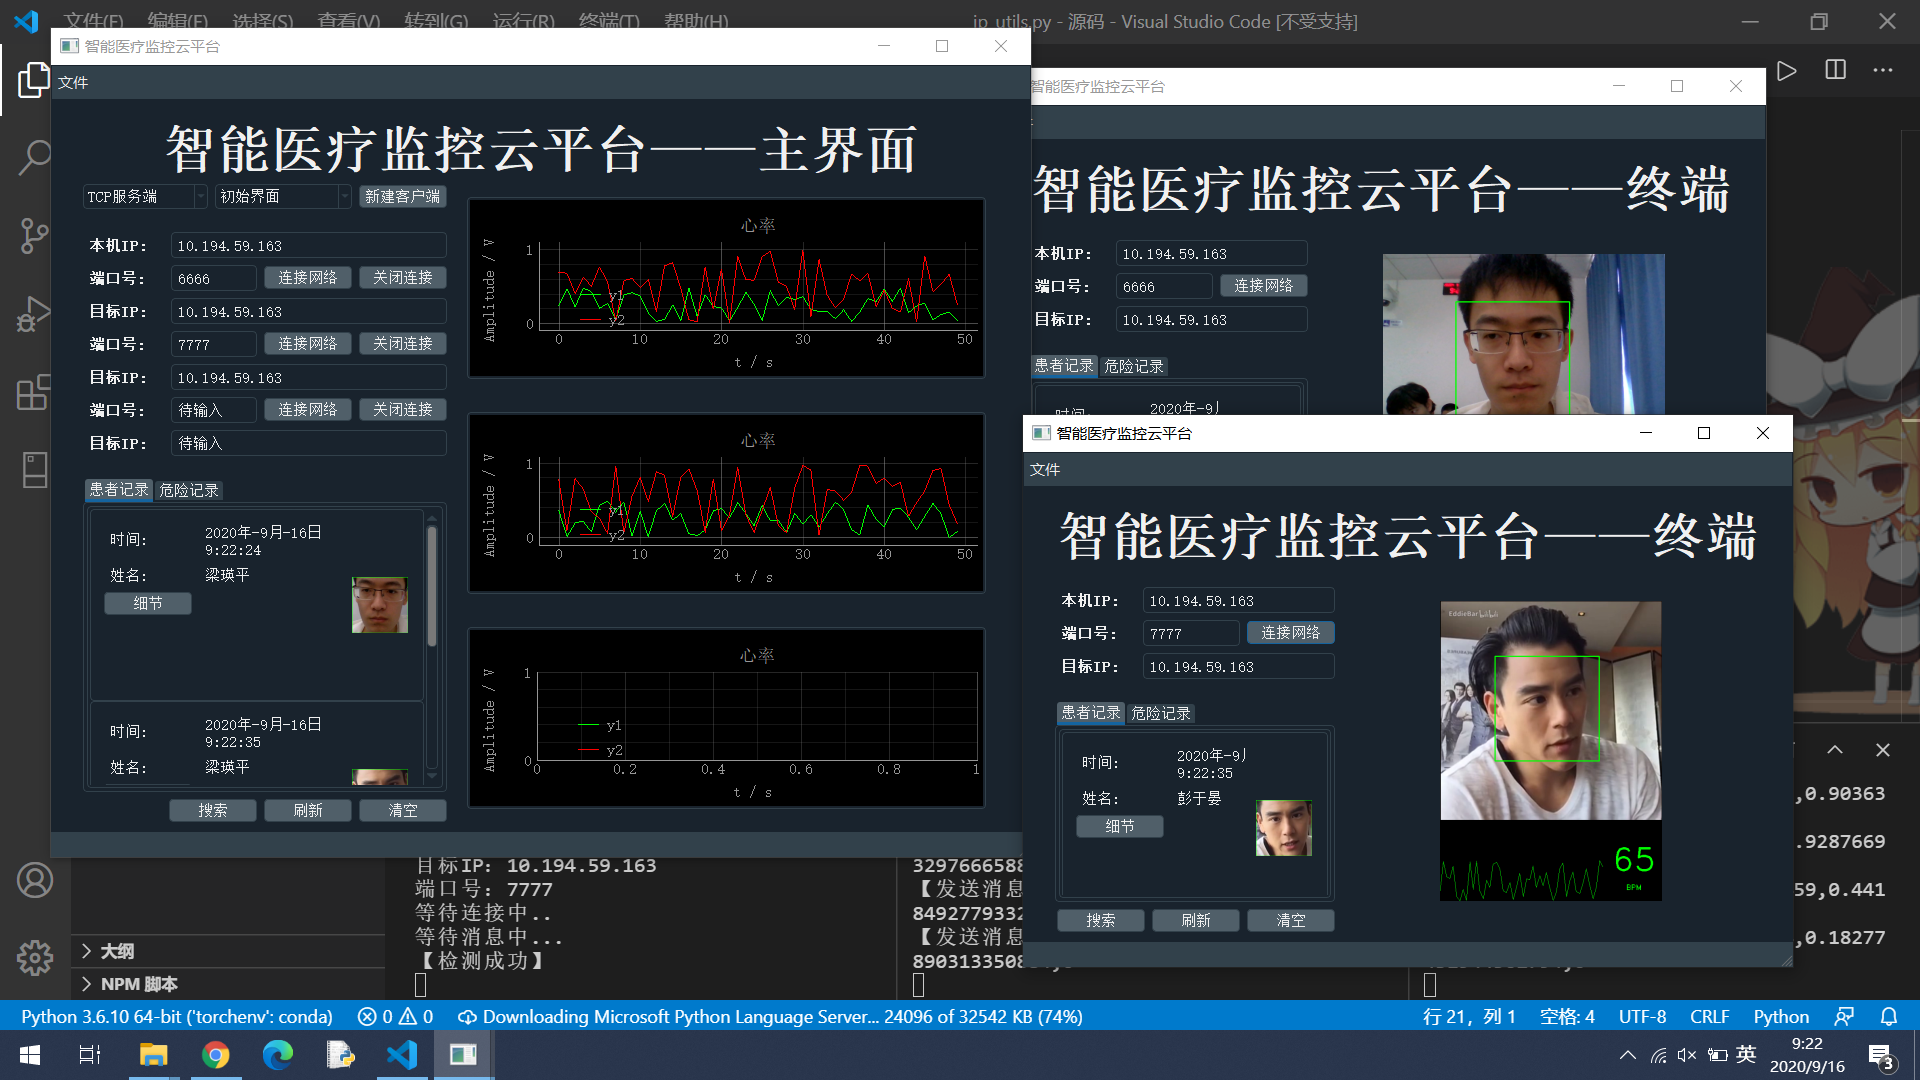 文件(F) 编辑(E) 选择(S) 查看(V) 转到(G) 运行(R) 终端(T) 帮助(H)
ip_utils.py - 源码 - Visual Studio Code [不受支持]
智能医疗监控云平台
文件
智能医疗监控云平台——主界面
TCP服务端 初始界面 新建客户端
本机IP: 10.194.59.163
端口号: 6666 连接网络 关闭连接
目标IP: 10.194.59.163
端口号: 7777 连接网络 关闭连接
目标IP: 10.194.59.163
端口号: 待输入 连接网络 关闭连接
目标IP: 待输入
患者记录 危险记录
时间: 2020年-9月-16日
9:22:24
姓名: 梁瑛平
细节
时间: 2020年-9月-16日
9:22:35
姓名: 梁瑛平
搜索 刷新 清空
心率
Amplitude / V
1
0
y1
y2
0 10 20 30 40 50
t / s
心率
Amplitude / V
1
0
y1
y2
0 10 20 30 40 50
t / s
心率
Amplitude / V
1
0
y1
y2
0 0.2 0.4 0.6 0.8 1
t / s
智能医疗监控云平台
智能医疗监控云平台——终端
本机IP: 10.194.59.163
端口号: 6666 连接网络
目标IP: 10.194.59.163
患者记录 危险记录
时间: 2020年-9月
智能医疗监控云平台
文件
智能医疗监控云平台——终端
本机IP: 10.194.59.163
端口号: 7777 连接网络
目标IP: 10.194.59.163
患者记录 危险记录
时间: 2020年-9月
9:22:35
姓名: 彭于晏
细节
搜索 刷新 清空
65
BPM
目标IP: 10.194.59.163
端口号: 7777
等待连接中..
等待消息中...
【检测成功】
3297666588
【发送消息
8492779332
【发送消息
,0.90363
.9287669
59,0.441
,0.18277
大纲
NPM 脚本
Python 3.6.10 64-bit ('torchenv': conda) 0 0 Downloading Microsoft Python Language Server... 24096 of 32542 KB (74%)
行 21，列 1 空格: 4 UTF-8 CRLF Python
英
9:22
2020/9/16
3